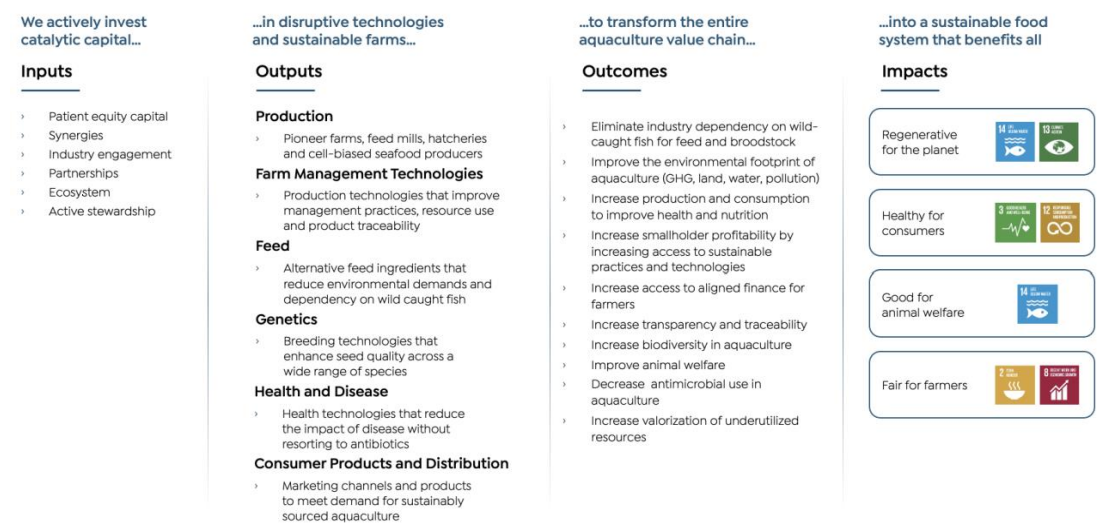 We actively invest
catalytic capital...
Inputs
› Patient equity capital
› Synergies
› Industry engagement
› Partnerships
› Ecosystem
› Active stewardship
...in disruptive technologies
and sustainable farms...
Outputs
Production
› Pioneer farms, feed mills, hatcheries
and cell-biased seafood producers
Farm Management Technologies
› Production technologies that improve
management practices, resource use
and product traceability
Feed
› Alternative feed ingredients that
reduce environmental demands and
dependency on wild caught fish
Genetics
› Breeding technologies that
enhance seed quality across a
wide range of species
Health and Disease
› Health technologies that reduce
the impact of disease without
resorting to antibiotics
Consumer Products and Distribution
› Marketing channels and products
to meet demand for sustainably
sourced aquaculture
...to transform the entire
aquaculture value chain...
Outcomes
› Eliminate industry dependency on wild-
caught fish for feed and broodstock
› Improve the environmental footprint of
aquaculture (GHG, land, water, pollution)
› Increase production and consumption
to improve health and nutrition
› Increase smallholder profitability by
increasing access to sustainable
practices and technologies
› Increase access to aligned finance for
farmers
› Increase transparency and traceability
› Increase biodiversity in aquaculture
› Improve animal welfare
› Decrease antimicrobial use in
aquaculture
› Increase valorization of underutilized
resources
...into a sustainable food
system that benefits all
Impacts
Regenerative
for the planet
14
13 CLIMATE
ACTION
Healthy for
consumers
3
12 RESPONSIBLE
CONSUMPTION
Good for
animal welfare
14
Fair for farmers
2
8 DECENT WORK AND
ECONOMIC GROWTH